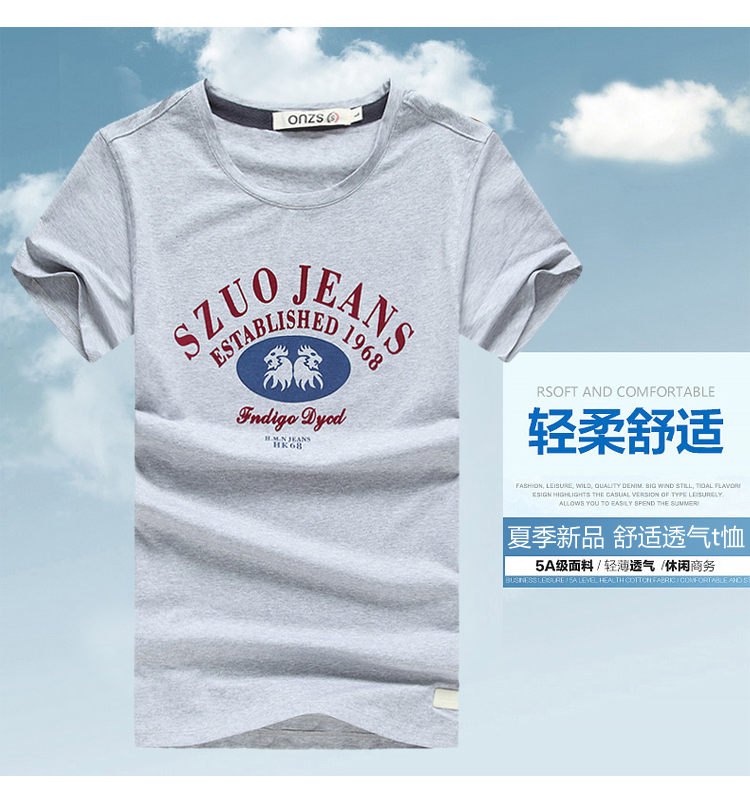 onzs
L
SZUO JEANS
ESTABLISHED 1968
Fndigo Dycd
H.M.N JEANS
HK68
RSOFT AND COMFORTABLE
轻柔舒适
FASHION, LEISURE, WILD, QUALITY DENIM. BIG WIND STILL, TIDAL FLAVORI
ESIGN HIGHLIGHTS THE CASUAL VERSION OF TYPE LEISURELY.
ALLOWS YOU TO EASILY SPEND THE SUMMER!
夏季新品 舒适透气t恤
5A级面料 / 轻薄透气 /休闲商务
BUSINESS LEISURE / 5A LEVEL HEALTH COTTON FABRIC / COMFORTABLE AND ST